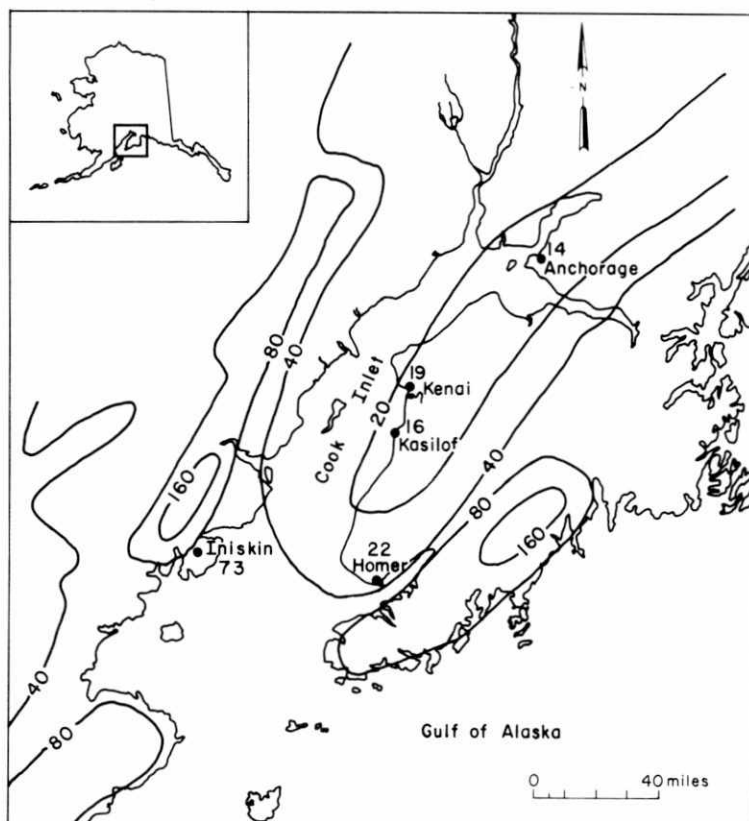 N
14
Anchorage
80
40
19
Kenai
Cook Inlet
20
16
Kasilof
40
160
80
160
Iniskin
73
22
Homer
40
80
Gulf of Alaska
0 40 miles